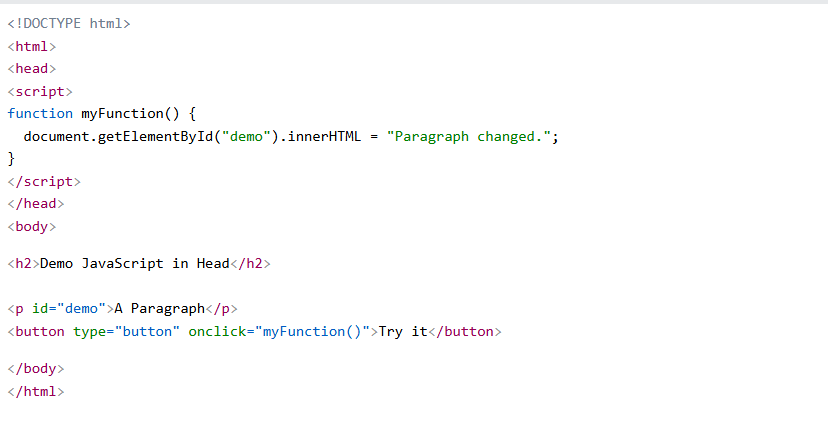 <!DOCTYPE html>
<html>
<head>
<script>
function myFunction() {
  document.getElementById("demo").innerHTML = "Paragraph changed.";
}
</script>
</head>
<body>
<h2>Demo JavaScript in Head</h2>
<p id="demo">A Paragraph</p>
<button type="button" onclick="myFunction()">Try it</button>
</body>
</html>